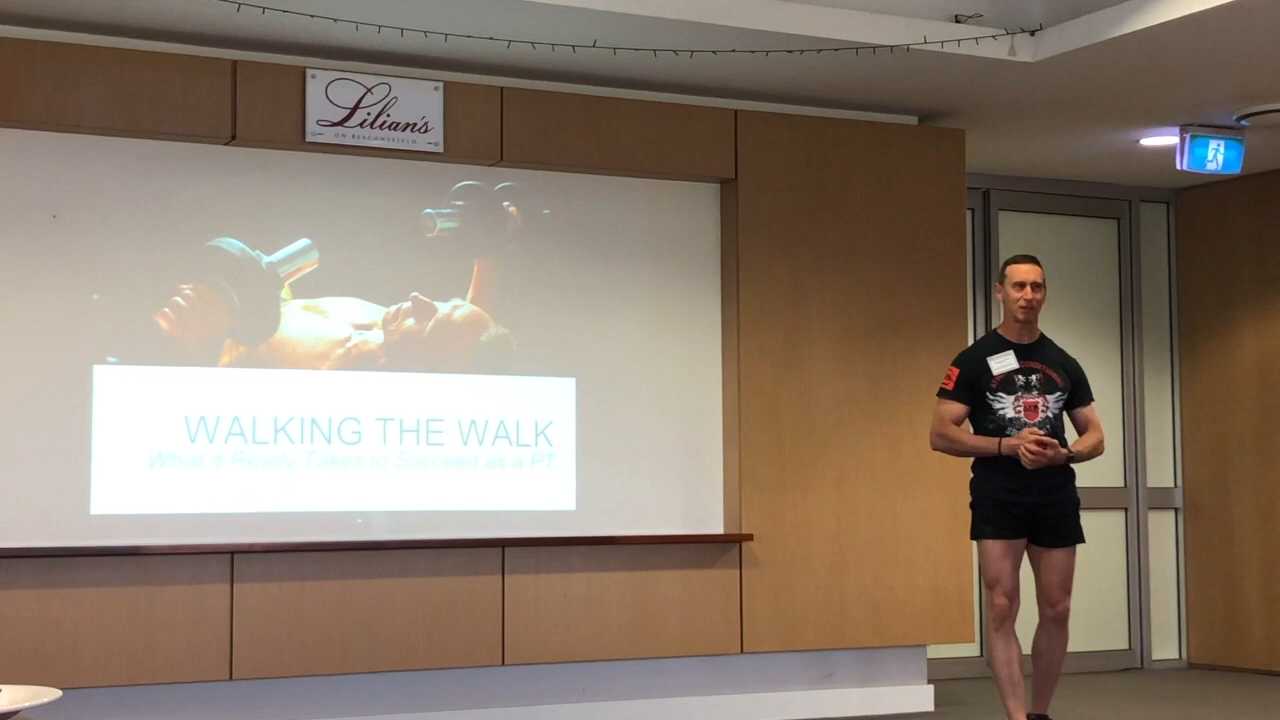 Lilian's
ON BEACONSFIELD
WALKING THE WALK
What it Really Takes to Succeed as a PT